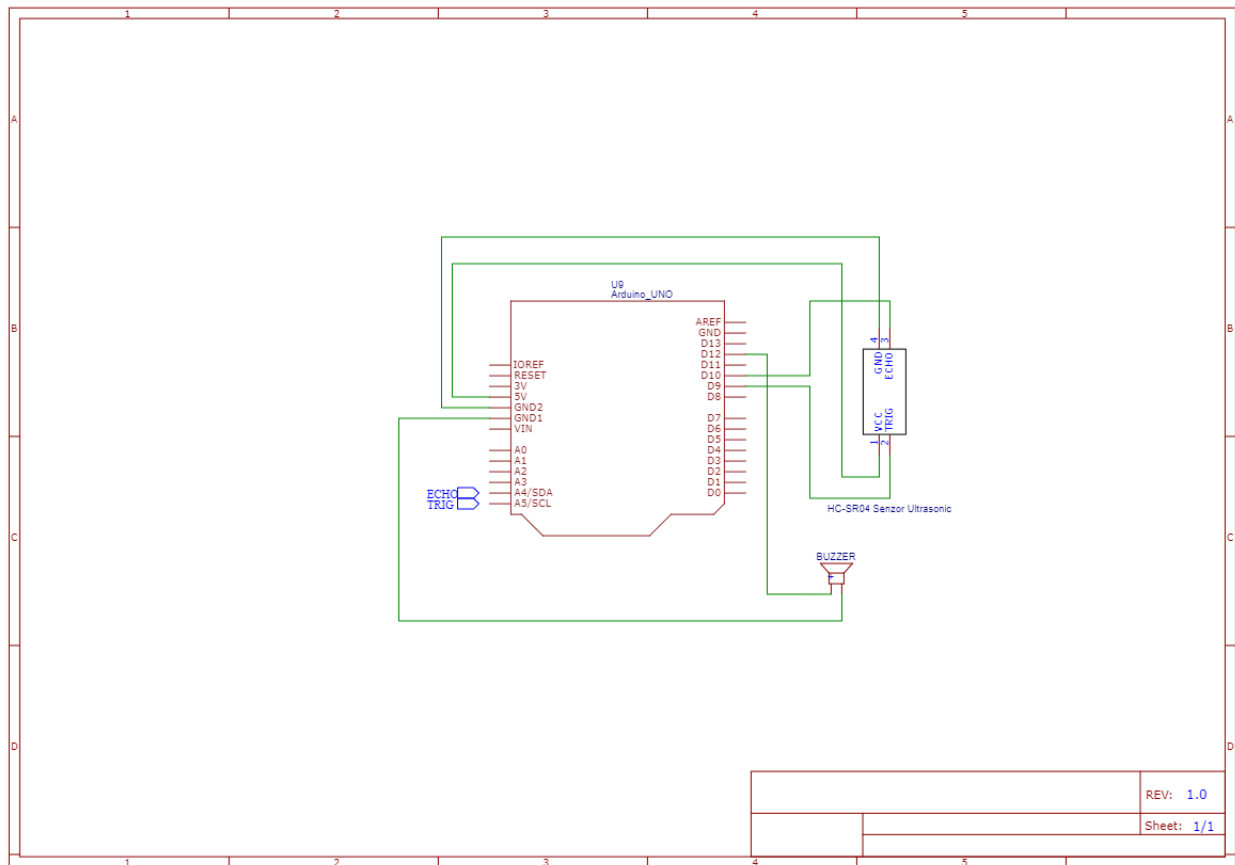 1 2 3 4 5
A A
U9
Arduino_UNO
AREF
GND
D13
B B
D12
IOREF D11
RESET D10
3V D9
5V D8
GND2
GND1 D7
VIN D6
D5
A0 D4
A1 D3
A2 D2
A3 D1
ECHO A4/SDA D0
TRIG A5/SCL
4 3
GND ECHO
VCC TRIG
1 2
HC-SR04 Senzor Ultrasonic
C C
BUZZER
+
D D
REV: 1.0
Sheet: 1/1
1 2 3 4 5